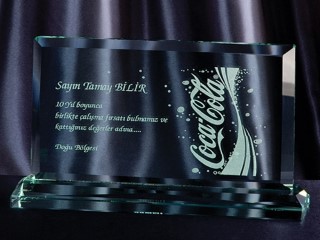 Sayın Tamay BİLİR
10 Yıl boyunca
birlikte çalışma fırsatı bulmamız ve
kattığınız değerler adına....
Doğu Bölgesi
Coca-Cola